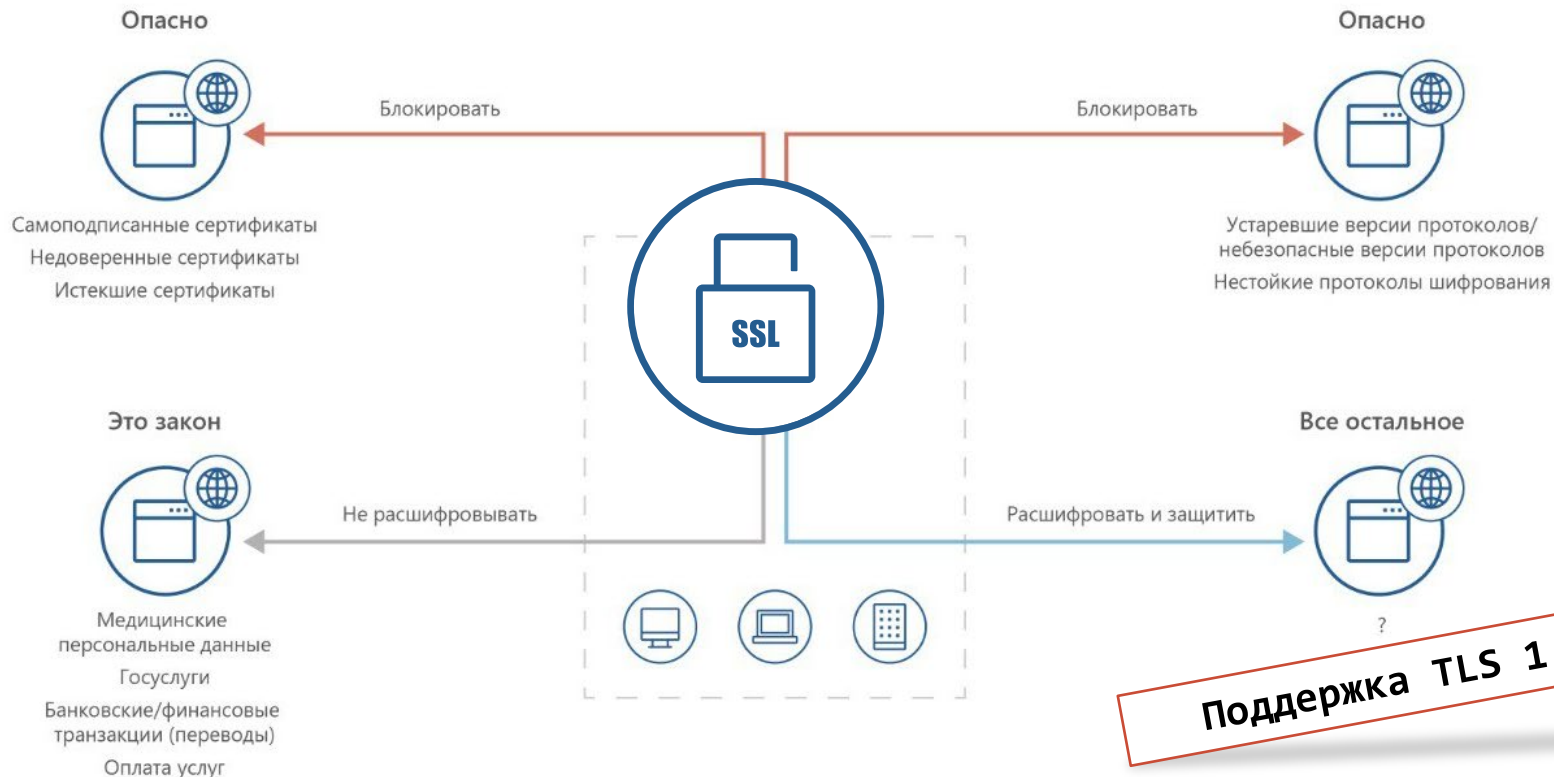 Опасно
Блокировать
Самоподписанные сертификаты
Недоверенные сертификаты
Истекшие сертификаты
Опасно
Блокировать
Устаревшие версии протоколов/
небезопасные версии протоколов
Нестойкие протоколы шифрования
SSL
Это закон
Не расшифровывать
Медицинские
персональные данные
Госуслуги
Банковские/финансовые
транзакции (переводы)
Оплата услуг
Все остальное
Расшифровать и защитить
?
Поддержка TLS 1